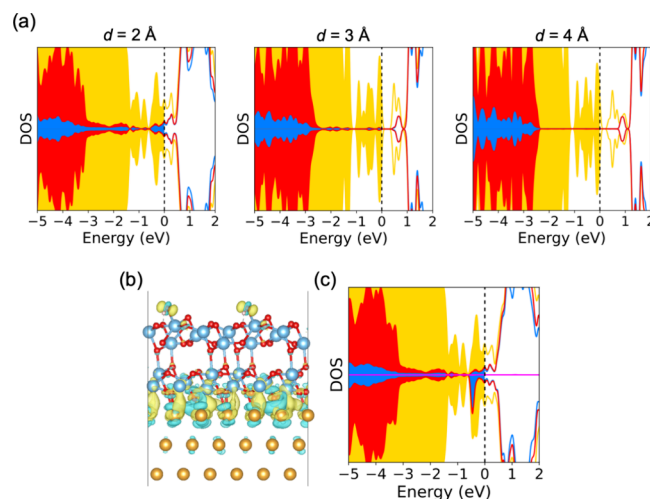 (a)
d = 2 Å
d = 3 Å
d = 4 Å
DOS
DOS
DOS
−5 −4 −3 −2 −1 0 1 2
−5 −4 −3 −2 −1 0 1 2
−5 −4 −3 −2 −1 0 1 2
Energy (eV)
Energy (eV)
Energy (eV)
(b)
(c)
DOS
−5 −4 −3 −2 −1 0 1 2
Energy (eV)